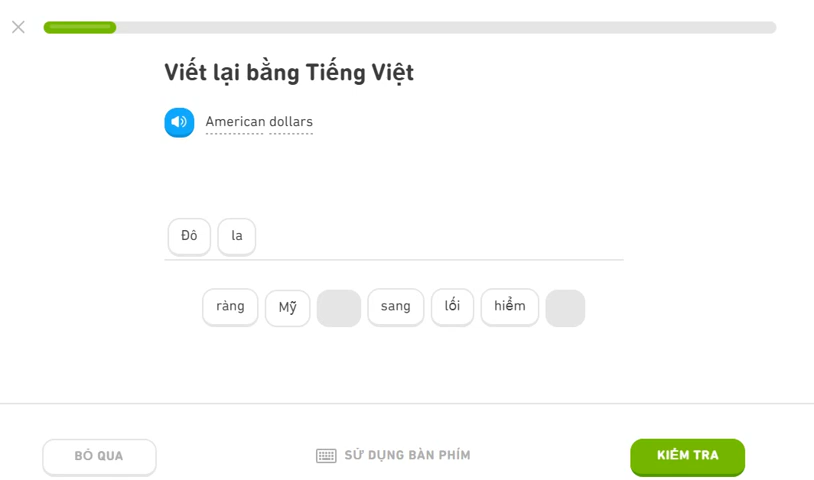 Viết lại bằng Tiếng Việt
American dollars
Đô la
ràng Mỹ sang lối hiểm
BỎ QUA SỬ DỤNG BÀN PHÍM KIỂM TRA